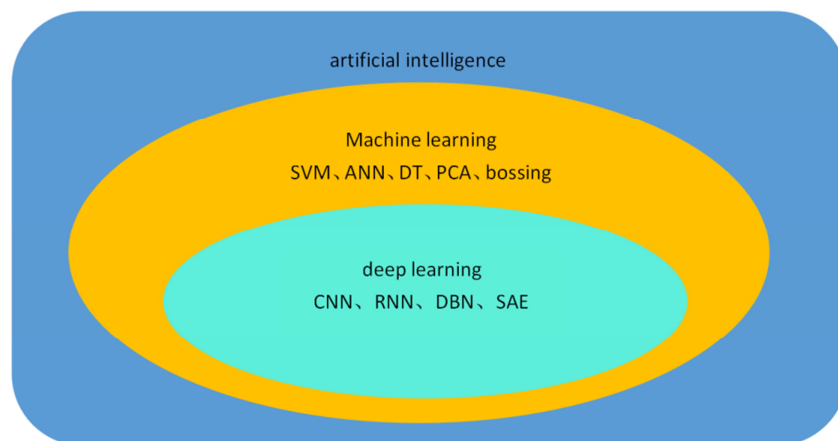 artificial intelligence
Machine learning
SVM、ANN、DT、PCA、bossing
deep learning
CNN、RNN、DBN、SAE